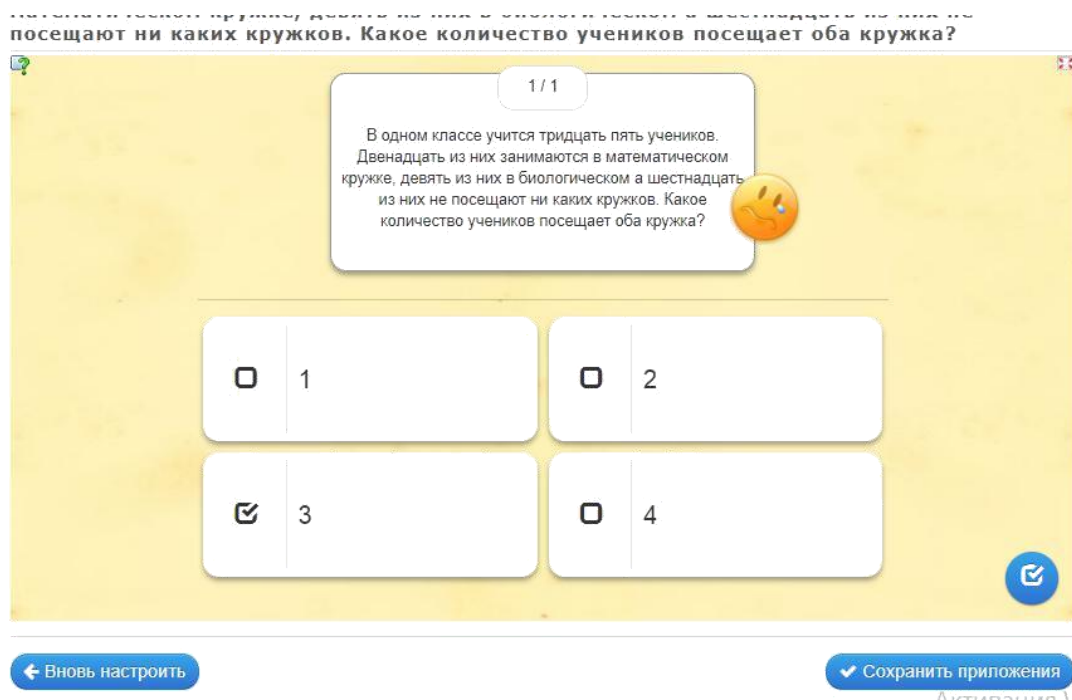 посещают ни каких кружков. Какое количество учеников посещает оба кружка?
1 / 1
В одном классе учится тридцать пять учеников.
Двенадцать из них занимаются в математическом
кружке, девять из них в биологическом а шестнадцать
из них не посещают ни каких кружков. Какое
количество учеников посещает оба кружка?
1
2
3
4
Вновь настроить
Сохранить приложения